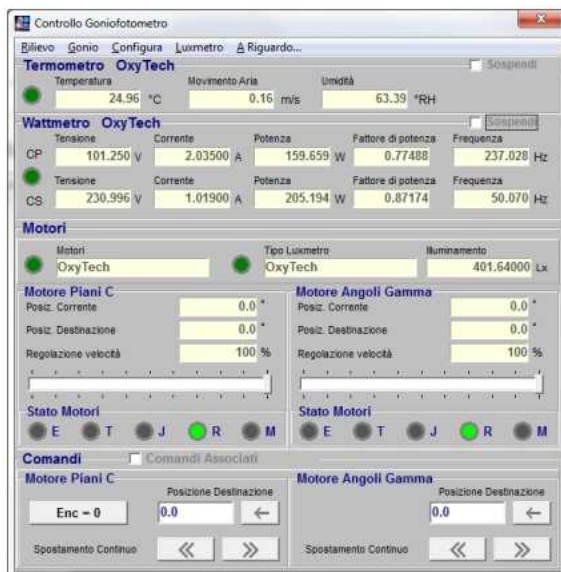 Controllo Goniofotometro
Rilievo Gonio Configura Luxmetro A Riguardo...
Termometro OxyTech Sospendi
Temperatura Movimento Aria Umidità
24.96 °C 0.16 m/s 63.39 °RH
Wattmetro OxyTech Sospendi
Tensione Corrente Potenza Fattore di potenza Frequenza
CP 101.250 V 2.03500 A 159.659 W 0.77488 237.028 Hz
Tensione Corrente Potenza Fattore di potenza Frequenza
CS 230.996 V 1.01900 A 205.194 W 0.87174 50.070 Hz
Motori
Motori Tipo Luxmetro Illuminamento
OxyTech OxyTech 401.64000 Lx
Motore Piani C Motore Angoli Gamma
Posiz. Corrente 0.0 ° Posiz. Corrente 0.0 °
Posiz. Destinazione 0.0 ° Posiz. Destinazione 0.0 °
Regolazione velocità 100 % Regolazione velocità 100 %
Stato Motori Stato Motori
E T J R M E T J R M
Comandi Comandi Associati
Motore Piani C Motore Angoli Gamma
Posizione Destinazione Posizione Destinazione
Enc = 0 0.0 0.0
Spostamento Continuo Spostamento Continuo